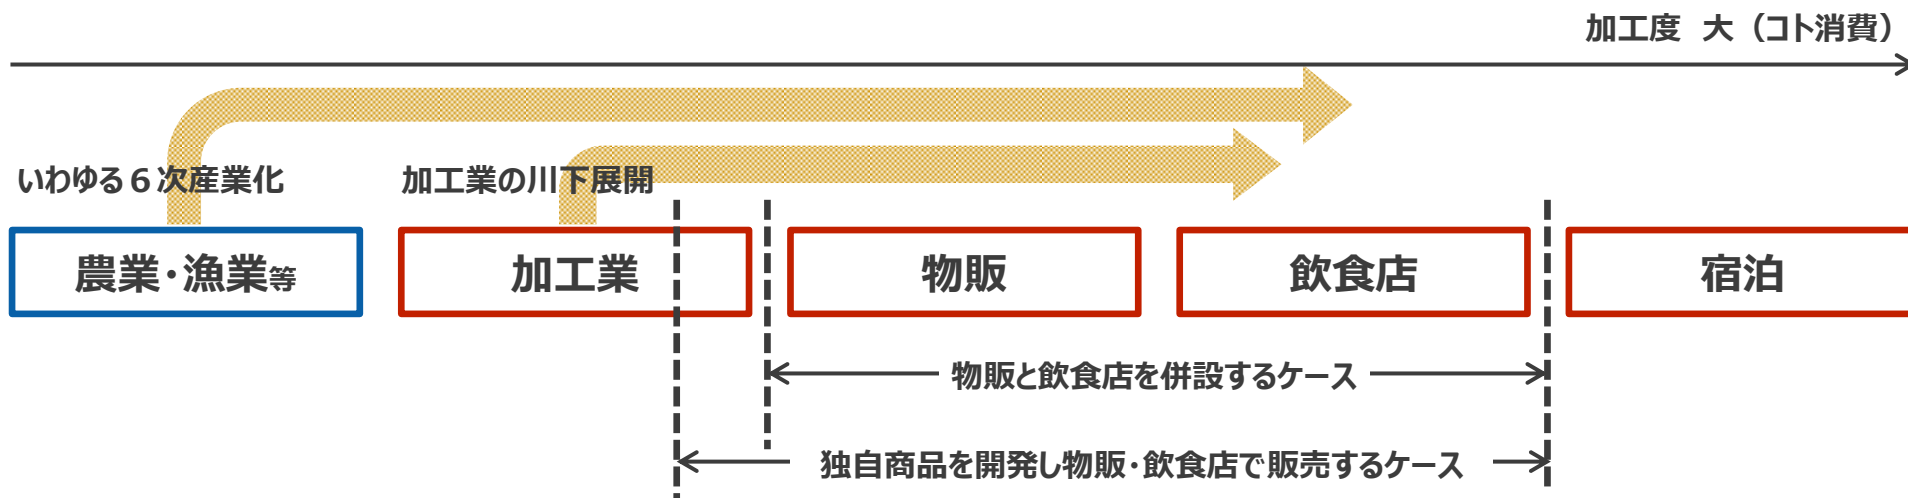 加工度 大（コト消費）
いわゆる６次産業化
加工業の川下展開
農業・漁業等
加工業
物販
飲食店
宿泊
物販と飲食店を併設するケース
独自商品を開発し物販・飲食店で販売するケース